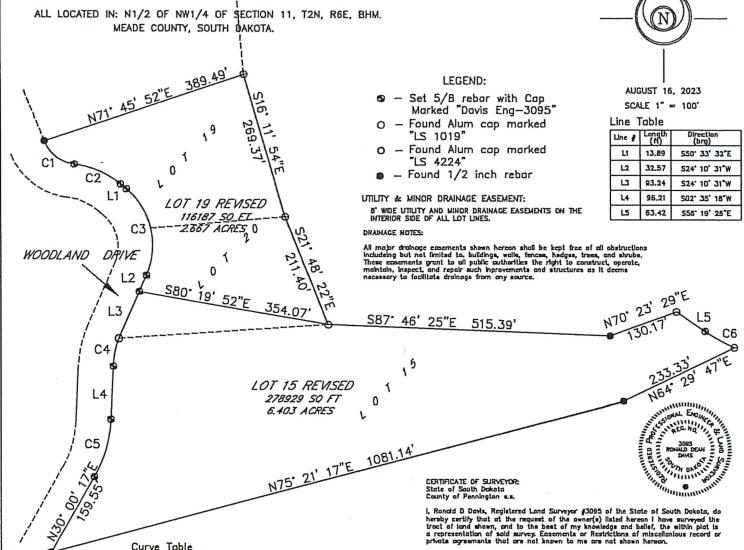 ALL LOCATED IN: N1/2 OF NW1/4 OF SECTION 11, T2N, R6E, BHM.
MEADE COUNTY, SOUTH DAKOTA.
N
AUGUST 16, 2023
SCALE 1" = 100'
LEGEND:
– Set 5/8 rebar with Cap
Marked "Davis Eng-3095"
– Found Alum cap marked
"LS 1019"
– Found Alum cap marked
"LS 4224"
– Found 1/2 inch rebar
Line Table
Line # Length (ft) Direction (brg)
L1 13.89 S50° 33' 32"E
L2 32.57 S24° 10' 31"W
L3 93.24 S24° 10' 31"W
L4 96.21 S02° 35' 18"W
L5 63.42 S56° 19' 26"E
UTILITY & MINOR DRAINAGE EASEMENT:
8' WIDE UTILITY AND MINOR DRAINAGE EASEMENTS ON THE
INTERIOR SIDE OF ALL LOT LINES.
DRAINAGE NOTES:
All major drainage easements shown hereon shall be kept free of all obstructions
including but not limited to, buildings, walls, fences, hedges, trees, and shrubs.
These easements grant to all public authorities the right to construct, operate,
maintain, inspect, and repair such improvements and structures as it deems
necessary to facilitate drainage from any source.
N71° 45' 52"E 389.49'
S16° 11' 54"E
269.37'
C1
C2
L1
LOT 19
LOT 19 REVISED
116187 SQ FT
2.667 ACRES
C3
LOT 20
WOODLAND DRIVE
L2
S21° 48' 22"E
211.40'
S80° 19' 52"E 354.07'
L3
S87° 46' 25"E 515.39'
N70° 23' 29"E
130.17'
L5
C6
C4
233.33'
N64° 29' 47"E
LOT 15 REVISED
278929 SQ FT
6.403 ACRES
LOT 15
L4
C5
N75° 21' 17"E 1081.14'
N30° 00' 17"E
159.55'
REGISTERED PROFESSIONAL ENGINEER & LAND SURVEYOR
REG. NO.
3095
RONALD DEAN
DAVIS
SOUTH DAKOTA
CERTIFICATE OF SURVEYOR:
State of South Dakota
County of Pennington s.s.
I, Ronald D Davis, Registered Land Surveyor #3095 of the State of South Dakota, do
hereby certify that at the request of the owner(s) listed hereon I have surveyed the
tract of land shown, and to the best of my knowledge and belief, the within plat is
a representation of said survey. Easements or Restrictions of miscellaneous record or
private agreements that are not known to me are not shown hereon.
Curve Table